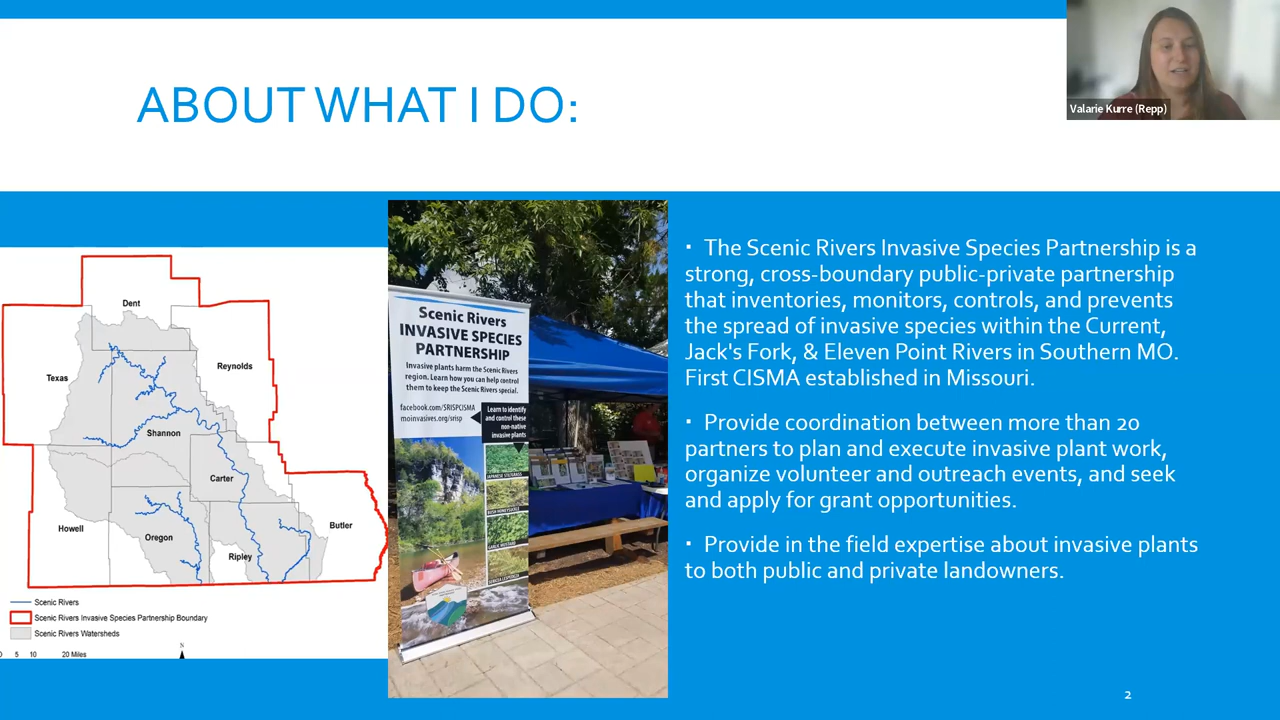 ABOUT WHAT I DO:
Valarie Kurre (Repp)
Dent
Texas
Reynolds
Shannon
Carter
Howell
Oregon
Butler
Ripley
Scenic Rivers
Scenic Rivers Invasive Species Partnership Boundary
Scenic Rivers Watersheds
0 5 10 20 Miles
N
Scenic Rivers
INVASIVE SPECIES
PARTNERSHIP
Invasive plants harm the Scenic Rivers
region. Learn how you can help control
them to keep the Scenic Rivers special.
facebook.com/SRISPCISMA
moinvasives.org/srisp
Learn to identify
and control these
non-native
invasive plants
JAPANESE STILTGRASS
BUSH HONEYSUCKLE
GARLIC MUSTARD
SERICEA LESPEDEZA
· The Scenic Rivers Invasive Species Partnership is a
strong, cross-boundary public-private partnership
that inventories, monitors, controls, and prevents
the spread of invasive species within the Current,
Jack's Fork, & Eleven Point Rivers in Southern MO.
First CISMA established in Missouri.
· Provide coordination between more than 20
partners to plan and execute invasive plant work,
organize volunteer and outreach events, and seek
and apply for grant opportunities.
· Provide in the field expertise about invasive plants
to both public and private landowners.
2